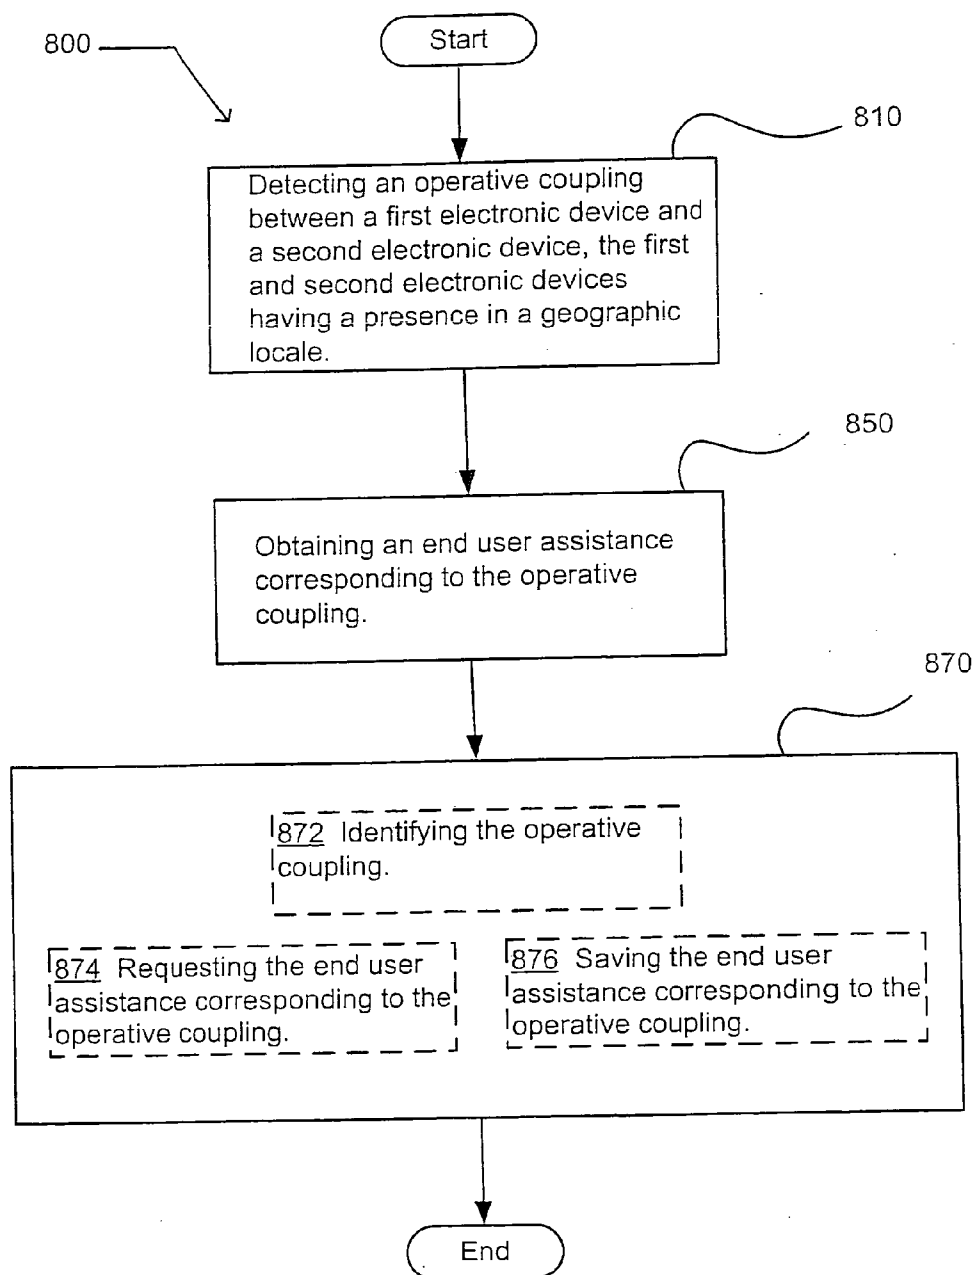 800
Start
810
Detecting an operative coupling
between a first electronic device and
a second electronic device, the first
and second electronic devices
having a presence in a geographic
locale.
850
Obtaining an end user assistance
corresponding to the operative
coupling.
870
872 Identifying the operative
coupling.
874 Requesting the end user
assistance corresponding to the
operative coupling.
876 Saving the end user
assistance corresponding to the
operative coupling.
End